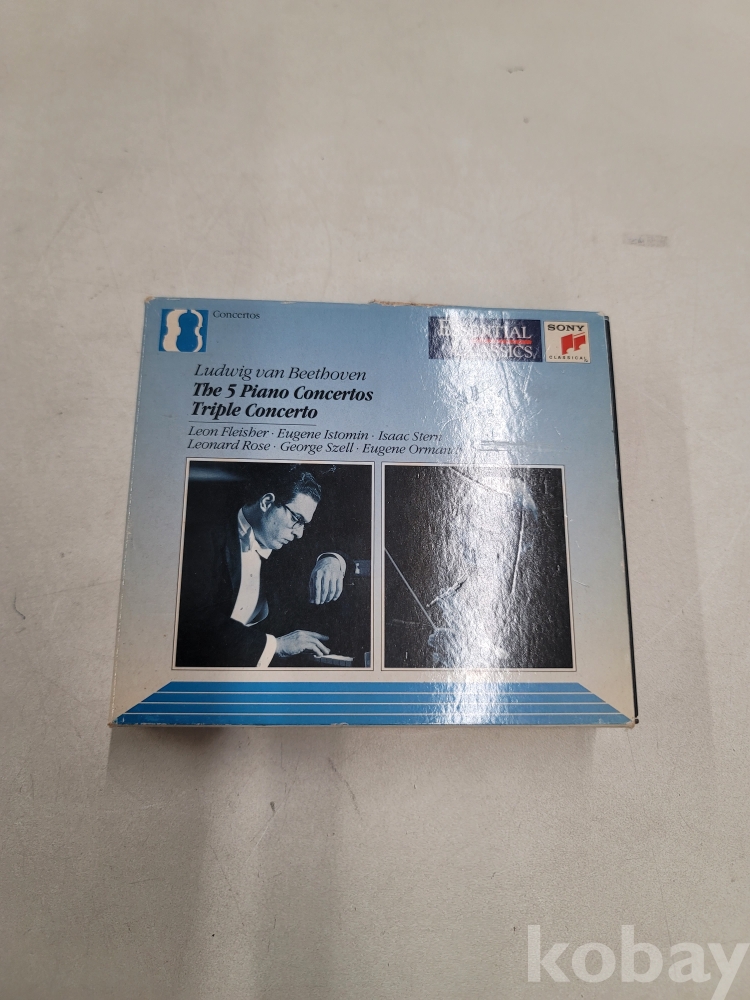 Concertos
ESSENTIAL
CLASSICS
SONY
CLASSICAL
Ludwig van Beethoven
The 5 Piano Concertos
Triple Concerto
Leon Fleisher · Eugene Istomin · Isaac Stern
Leonard Rose · George Szell · Eugene Ormandy
kobay